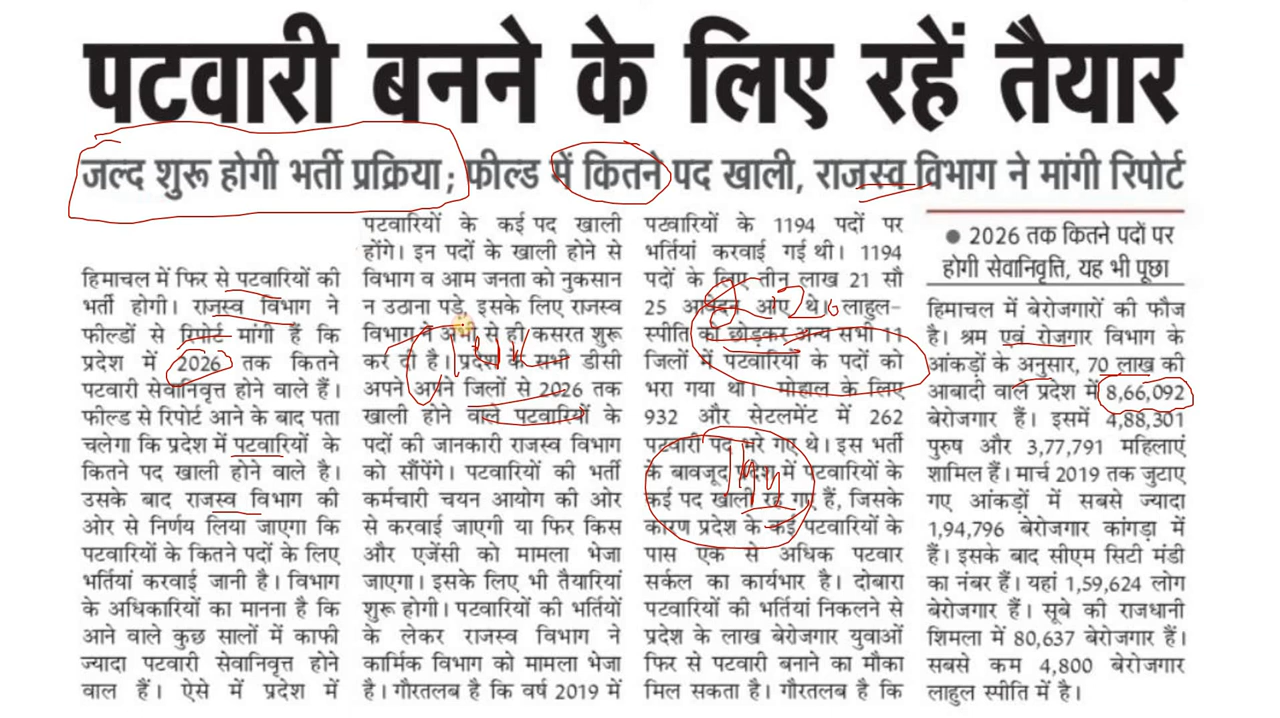 पटवारी बनने के लिए रहें तैयार
जल्द शुरू होगी भर्ती प्रक्रिया; फील्ड में कितने पद खाली, राजस्व विभाग ने मांगी रिपोर्ट
हिमाचल में फिर से पटवारियों की
भर्ती होगी। राजस्व विभाग ने
फील्डों से रिपोर्ट मांगी हैं कि
प्रदेश में 2026 तक कितने
पटवारी सेवानिवृत्त होने वाले हैं।
फील्ड से रिपोर्ट आने के बाद पता
चलेगा कि प्रदेश में पटवारियों के
कितने पद खाली होने वाले है।
उसके बाद राजस्व विभाग की
ओर से निर्णय लिया जाएगा कि
पटवारियों के कितने पदों के लिए
भर्तियां करवाई जानी है। विभाग
के अधिकारियों का मानना है कि
आने वाले कुछ सालों में काफी
ज्यादा पटवारी सेवानिवृत्त होने
वाल हैं। ऐसे में प्रदेश में
पटवारियों के कई पद खाली
होंगे। इन पदों के खाली होने से
विभाग व आम जनता को नुकसान
न उठाना पड़े, इसके लिए राजस्व
विभाग ने अभी से ही कसरत शुरू
कर दी है। प्रदेश के सभी डीसी
अपने अपने जिलों से 2026 तक
खाली होने वाले पटवारियों के
पदों की जानकारी राजस्व विभाग
को सौंपेंगे। पटवारियों की भर्ती
कर्मचारी चयन आयोग की ओर
से करवाई जाएगी या फिर किस
और एजेंसी को मामला भेजा
जाएगा। इसके लिए भी तैयारियां
शुरू होगी। पटवारियों की भर्तियों
के लेकर राजस्व विभाग ने
कार्मिक विभाग को मामला भेजा
है। गौरतलब है कि वर्ष 2019 में
पटवारियों के 1194 पदों पर
भर्तियां करवाई गई थी। 1194
पदों के लिए तीन लाख 21 सौ
25 आवेदन आए थे। लाहुल-
स्पीति को छोड़कर अन्य सभी 11
जिलों में पटवारियों के पदों को
भरा गया था। मोहाल के लिए
932 और सेटलमेंट में 262
पटवारी पद भरे गए थे। इस भर्ती
के बावजूद प्रदेश में पटवारियों के
कई पद खाली रह गए हैं, जिसके
कारण प्रदेश के कई पटवारियों के
पास एक से अधिक पटवार
सर्कल का कार्यभार है। दोबारा
पटवारियों की भर्तियां निकलने से
प्रदेश के लाख बेरोजगार युवाओं
फिर से पटवारी बनाने का मौका
मिल सकता है। गौरतलब है कि
● 2026 तक कितने पदों पर
होगी सेवानिवृत्ति, यह भी पूछा
हिमाचल में बेरोजगारों की फौज
है। श्रम एवं रोजगार विभाग के
आंकड़ों के अनुसार, 70 लाख की
आबादी वाले प्रदेश में 8,66,092
बेरोजगार हैं। इसमें 4,88,301
पुरुष और 3,77,791 महिलाएं
शामिल हैं। मार्च 2019 तक जुटाए
गए आंकड़ों में सबसे ज्यादा
1,94,796 बेरोजगार कांगड़ा में
हैं। इसके बाद सीएम सिटी मंडी
का नंबर हैं। यहां 1,59,624 लोग
बेरोजगार हैं। सूबे की राजधानी
शिमला में 80,637 बेरोजगार हैं।
सबसे कम 4,800 बेरोजगार
लाहुल स्पीति में है।